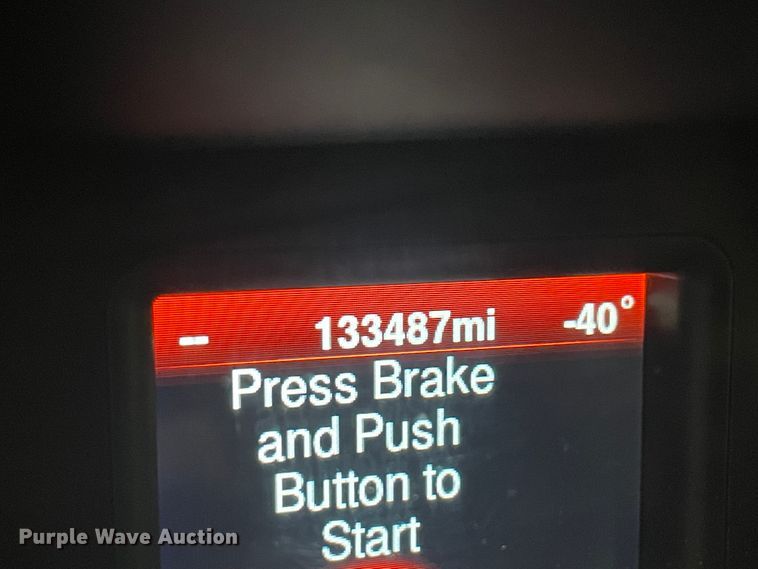 -- 133487mi -40°
Press Brake
and Push
Button to
Start
Purple Wave Auction